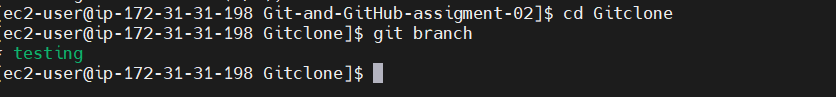 [ec2-user@ip-172-31-31-198 Git-and-GitHub-assigment-02]$ cd Gitclone
[ec2-user@ip-172-31-31-198 Gitclone]$ git branch
* testing
[ec2-user@ip-172-31-31-198 Gitclone]$